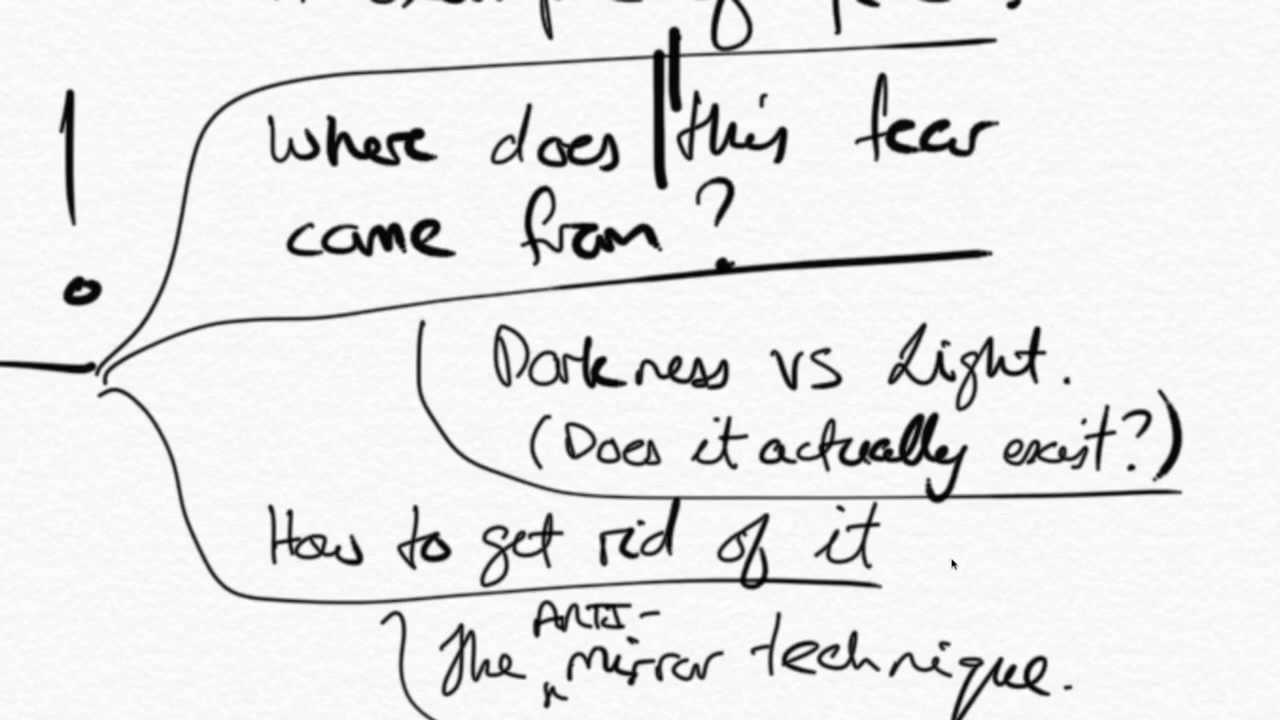 !
Where does this fear
came from?
Darkness vs Light.
(Does it actually exist?)
How to get rid of it
ANTI-
The mirror technique.